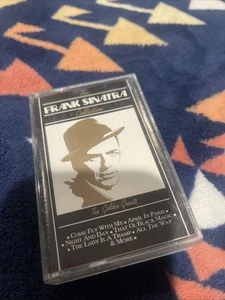 The
FRANK SINATRA
Collection
The Golden Greats
• COME FLY WITH ME • APRIL IN PARIS •
NIGHT AND DAY • THAT OL BLACK MAGIC
• THE LADY IS A TRAMP • ALL THE WAY
& MORE •